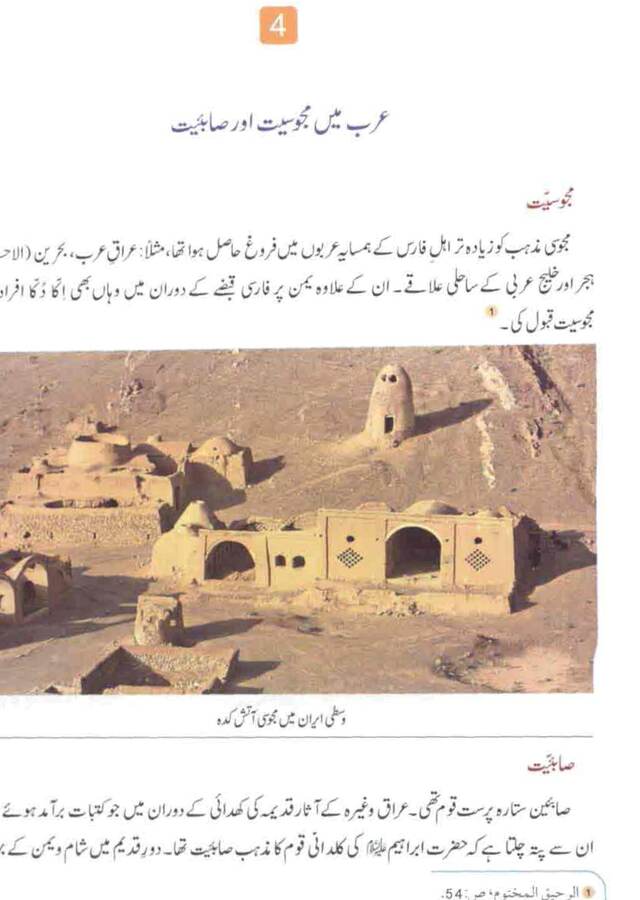 4
عرب میں مجوسیت اور صابئیت
مجوسیّت
مجوسی مذہب کو زیادہ تر اہلِ فارس کے ہمسایہ عربوں میں فروغ حاصل ہوا تھا، مثلاً: عراقِ عرب، بحرین (الاحس
ہجر اور خلیج عربی کے ساحلی علاقے۔ ان کے علاوہ یمن پر فارسی قبضے کے دوران میں وہاں بھی اِکّا دُکّا افراد
مجوسیت قبول کی۔ 1
وسطی ایران میں مجوسی آتش کدہ
صابئیّت
صابئین ستارہ پرست قوم تھی۔ عراق وغیرہ کے آثار قدیمہ کی کھدائی کے دوران میں جو کتبات برآمد ہوئے
ان سے پتہ چلتا ہے کہ حضرت ابراہیم علیہ السلام کی کلدانی قوم کا مذہب صابئیت تھا۔ دورِ قدیم میں شام و یمن کے
1 الرحیق المختوم، ص: 54.